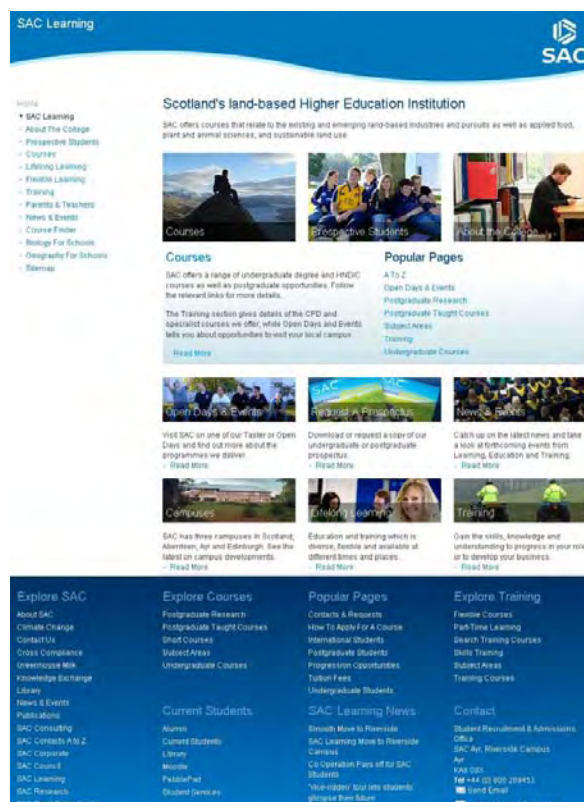 SAC Learning
SAC
Home
SAC Learning
About The College
Prospective Students
Courses
Lifelong Learning
Flexible Learning
Training
Parents & Teachers
News & Events
Course Finder
Biology For Schools
Geography For Schools
Sitemap
Scotland's land-based Higher Education Institution
SAC offers courses that relate to the existing and emerging land-based industries and pursuits as well as applied food,
plant and animal sciences, and sustainable land use.
Courses
Prospective Students
About the College
Courses
SAC offers a range of undergraduate degree and HND/C
courses as well as postgraduate opportunities. Follow
the relevant links for more details.
The Training section gives details of the CPD and
specialist courses we offer, while Open Days and Events
tells you about opportunities to visit your local campus.
Read More
Popular Pages
A To Z
Open Days & Events
Postgraduate Research
Postgraduate Taught Courses
Subject Areas
Training
Undergraduate Courses
Open Days & Events
Visit SAC on one of our Taster or Open
Days and find out more about the
programmes we deliver.
Read More
Request A Prospectus
Download or request a copy of our
undergraduate or postgraduate
prospectus.
Read More
News & Events
Catch up on the latest news and take
a look at forthcoming events from
Learning, Education and Training.
Read More
Campuses
SAC has three campuses in Scotland,
Aberdeen, Ayr and Edinburgh. See the
latest on campus developments.
Read More
Lifelong Learning
Education and training which is
diverse, flexible and available at
different times and places.
Read More
Training
Gain the skills, knowledge and
understanding to progress in your role
or to develop your business.
Read More
Explore SAC
About SAC
Climate Change
Contact Us
Cross Compliance
Greenhouse Milk
Knowledge Exchange
Library
News & Events
Publications
SAC Consulting
SAC Contacts A to Z
SAC Corporate
SAC Council
SAC Learning
SAC Research
Explore Courses
Postgraduate Research
Postgraduate Taught Courses
Short Courses
Subject Areas
Undergraduate Courses
Current Students
Alumni
Current Students
Library
Moodle
PebblePad
Student Services
Popular Pages
Contacts & Requests
How To Apply For A Course
International Students
Postgraduate Students
Progression Opportunities
Tuition Fees
Undergraduate Students
SAC Learning News
Smooth Move to Riverside
SAC Learning Move to Riverside
Campus
Co Operation Pays off for SAC
Students
'Vice-ridden' tour lets students
glimpse their future
Explore Training
Flexible Courses
Part-Time Learning
Search Training Courses
Skills Training
Subject Areas
Training Courses
Contact
Student Recruitment & Admissions
Office
SAC Ayr, Riverside Campus
Ayr
Send Email